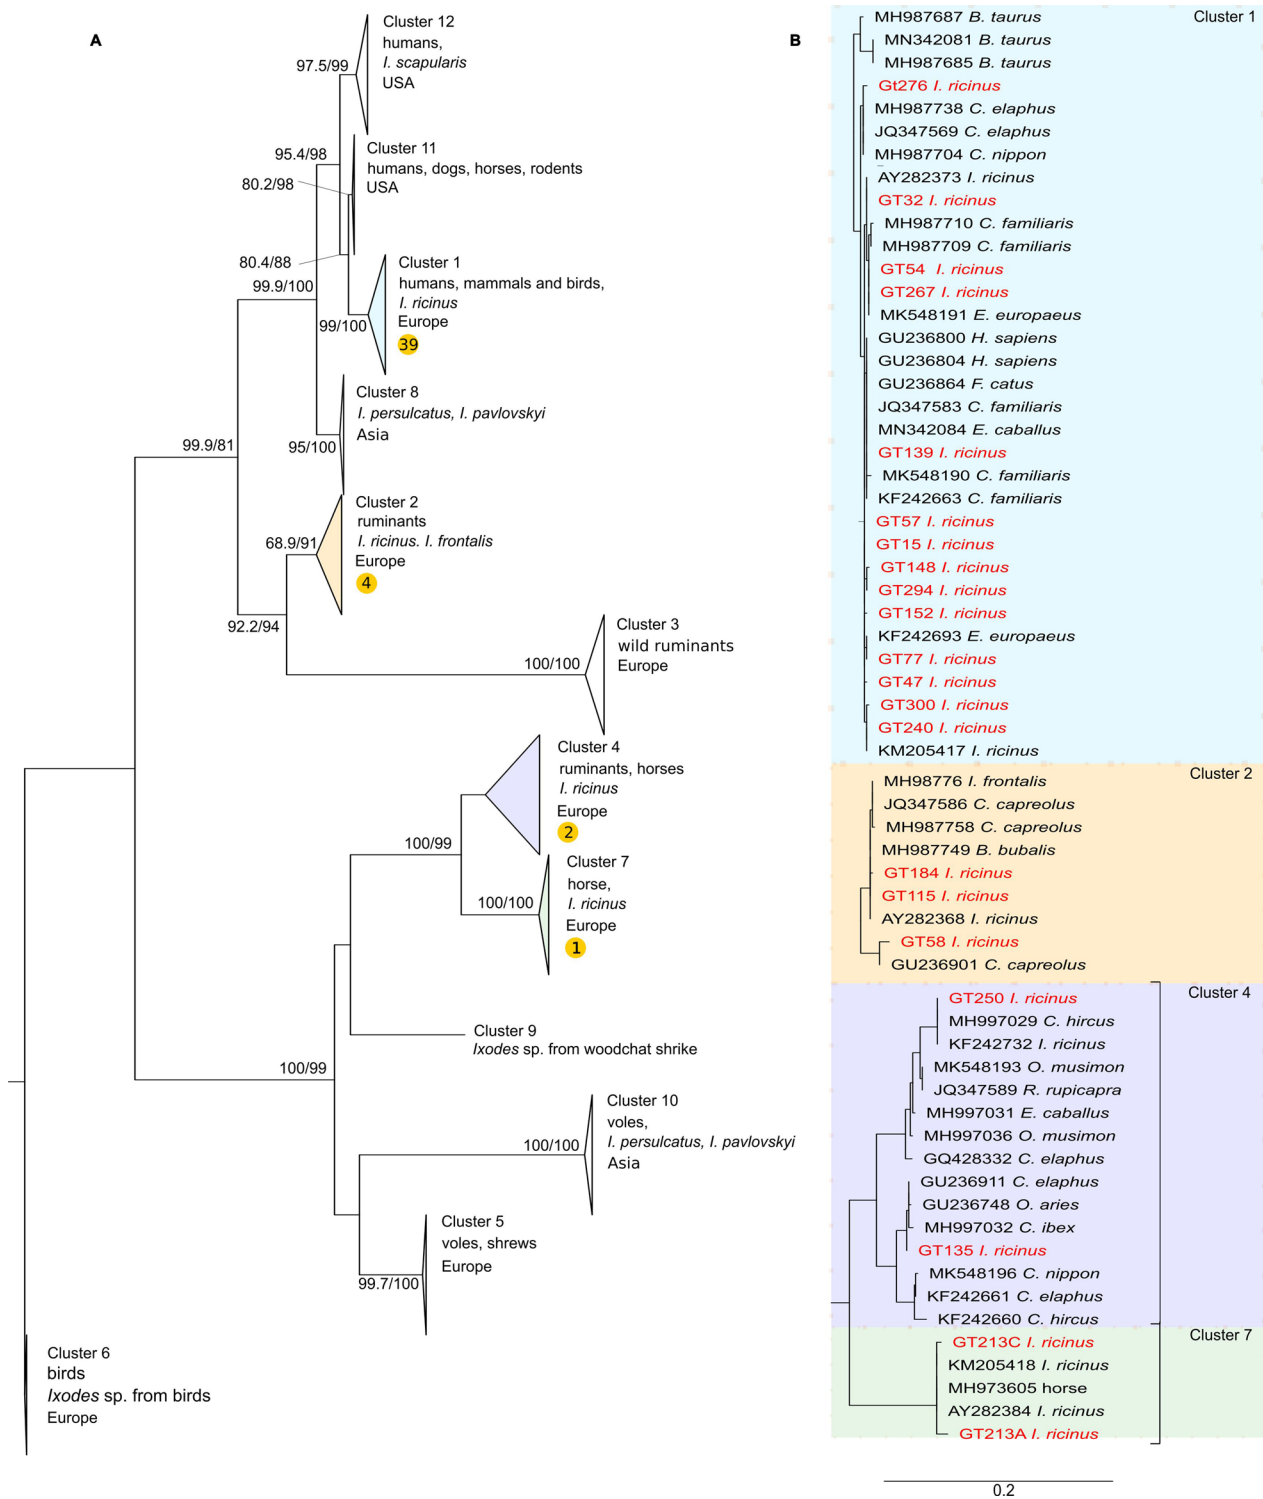 A
Cluster 12
humans,
I. scapularis
USA
97.5/99
95.4/98
Cluster 11
humans, dogs, horses, rodents
USA
80.2/98
80.4/88
99.9/100
Cluster 1
humans, mammals and birds,
I. ricinus
Europe
39
99/100
Cluster 8
I. persulcatus, I. pavlovskyi
Asia
95/100
99.9/81
Cluster 2
ruminants
I. ricinus. I. frontalis
Europe
4
68.9/91
92.2/94
Cluster 3
wild ruminants
Europe
100/100
Cluster 4
ruminants, horses
I. ricinus
Europe
2
100/99
Cluster 7
horse,
I. ricinus
Europe
1
100/100
Cluster 9
Ixodes sp. from woodchat shrike
100/99
Cluster 10
voles,
I. persulcatus, I. pavlovskyi
Asia
100/100
Cluster 5
voles, shrews
Europe
99.7/100
Cluster 6
birds
Ixodes sp. from birds
Europe
B
Cluster 1
MH987687 B. taurus
MN342081 B. taurus
MH987685 B. taurus
Gt276 I. ricinus
MH987738 C. elaphus
JQ347569 C. elaphus
MH987704 C. nippon
AY282373 I. ricinus
GT32 I. ricinus
MH987710 C. familiaris
MH987709 C. familiaris
GT54 I. ricinus
GT267 I. ricinus
MK548191 E. europaeus
GU236800 H. sapiens
GU236804 H. sapiens
GU236864 F. catus
JQ347583 C. familiaris
MN342084 E. caballus
GT139 I. ricinus
MK548190 C. familiaris
KF242663 C. familiaris
GT57 I. ricinus
GT15 I. ricinus
GT148 I. ricinus
GT294 I. ricinus
GT152 I. ricinus
KF242693 E. europaeus
GT77 I. ricinus
GT47 I. ricinus
GT300 I. ricinus
GT240 I. ricinus
KM205417 I. ricinus
Cluster 2
MH98776 I. frontalis
JQ347586 C. capreolus
MH987758 C. capreolus
MH987749 B. bubalis
GT184 I. ricinus
GT115 I. ricinus
AY282368 I. ricinus
GT58 I. ricinus
GU236901 C. capreolus
Cluster 4
GT250 I. ricinus
MH997029 C. hircus
KF242732 I. ricinus
MK548193 O. musimon
JQ347589 R. rupicapra
MH997031 E. caballus
MH997036 O. musimon
GQ428332 C. elaphus
GU236911 C. elaphus
GU236748 O. aries
MH997032 C. ibex
GT135 I. ricinus
MK548196 C. nippon
KF242661 C. elaphus
KF242660 C. hircus
Cluster 7
GT213C I. ricinus
KM205418 I. ricinus
MH973605 horse
AY282384 I. ricinus
GT213A I. ricinus
0.2